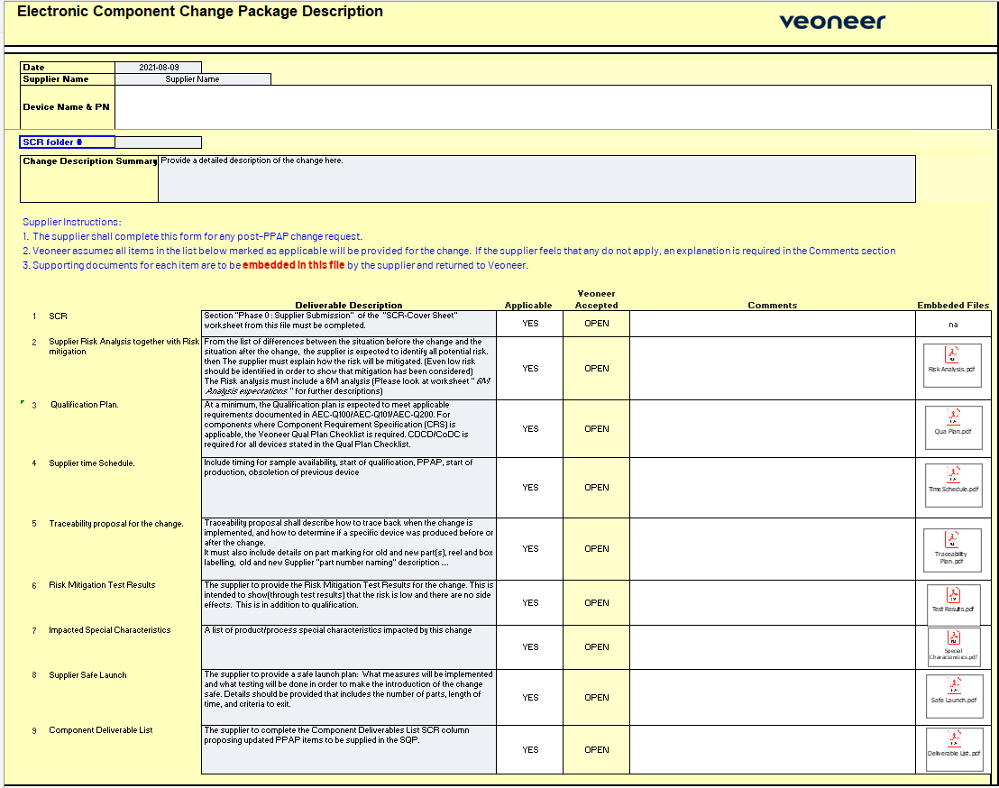 Electronic Component Change Package Description
veoneer
Date 2021-08-09
Supplier Name Supplier Name
Device Name & PN
SCR folder #
Change Description Summary Provide a detailed description of the change here.
Supplier Instructions:
1. The supplier shall complete this form for any post-PPAP change request.
2. Veoneer assumes all items in the list below marked as applicable will be provided for the change. If the supplier feels that any do not apply, an explanation is required in the Comments section
3. Supporting documents for each item are to be embedded in this file by the supplier and returned to Veoneer.
Deliverable Description Applicable Veoneer Accepted Comments Embbeded Files
1 SCR
Section "Phase 0 : Supplier Submission" of the "SCR-Cover Sheet"
worksheet from this file must be completed.
YES OPEN na
2 Supplier Risk Analysis together with Risk
mitigation
From the list of differences between the situation before the change and the
situation after the change, the supplier is expected to identify all potential risk.
then The supplier must explain how the risk will be mitigated. (Even low risk
should be identified in order to show that mitigation has been considered)
The Risk analysis must include a 6M analysis (Please look at worksheet " 6M
Analysis expectations " for further descriptions)
YES OPEN
Risk Analysis.pdf
3 Qualification Plan.
At a minimum, the Qualification plan is expected to meet applicable
requirements documented in AEC-Q100/AEC-Q101/AEC-Q200. For
components where Component Requirement Specification (CRS) is
applicable, the Veoneer Qual Plan Checklist is required. CDCD/CoDC is
required for all devices stated in the Qual Plan Checklist.
YES OPEN
Qua Plan.pdf
4 Supplier time Schedule.
Include timing for sample availability, start of qualification, PPAP, start of
production, obsoletion of previous device
YES OPEN
Time Schedule.pdf
5 Traceability proposal for the change.
Traceability proposal shall describe how to trace back when the change is
implemented, and how to determine if a specific device was produced before or
after the change.
It must also include details on part marking for old and new part(s), reel and box
labelling, old and new Supplier "part number naming" description ....
YES OPEN
Traceability
Plan.pdf
6 Risk Mitigation Test Results
The supplier to provide the Risk Mitigation Test Results for the change. This is
intended to show(through test results) that the risk is low and there are no side
effects. This is in addition to qualification.
YES OPEN
Test Results.pdf
7 Impacted Special Characteristics
A list of product/process special characteristics impacted by this change
YES OPEN
Special
Characterisrics.pdf
8 Supplier Safe Launch
The supplier to provide a safe launch plan: What measures will be implemented
and what testing will be done in order to make the introduction of the change
safe. Details should be provided that includes the number of parts, length of
time, and criteria to exit.
YES OPEN
Safe Launch.pdf
9 Component Deliverable List
The supplier to complete the Component Deliverables List SCR column
proposing updated PPAP items to be supplied in the SQP.
YES OPEN
Deliverable List.pdf